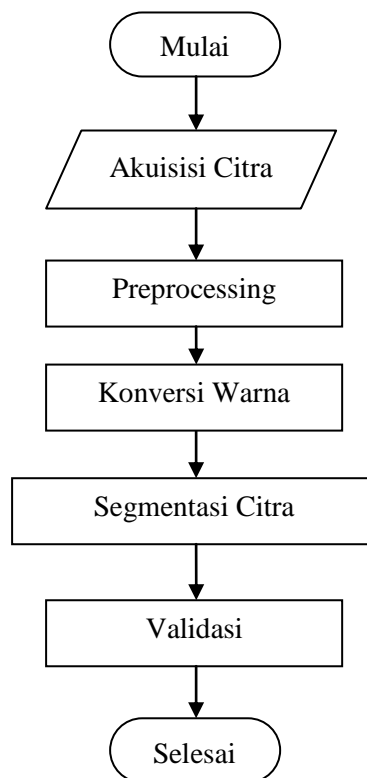 Mulai
Akuisisi Citra
Preprocessing
Konversi Warna
Segmentasi Citra
Validasi
Selesai